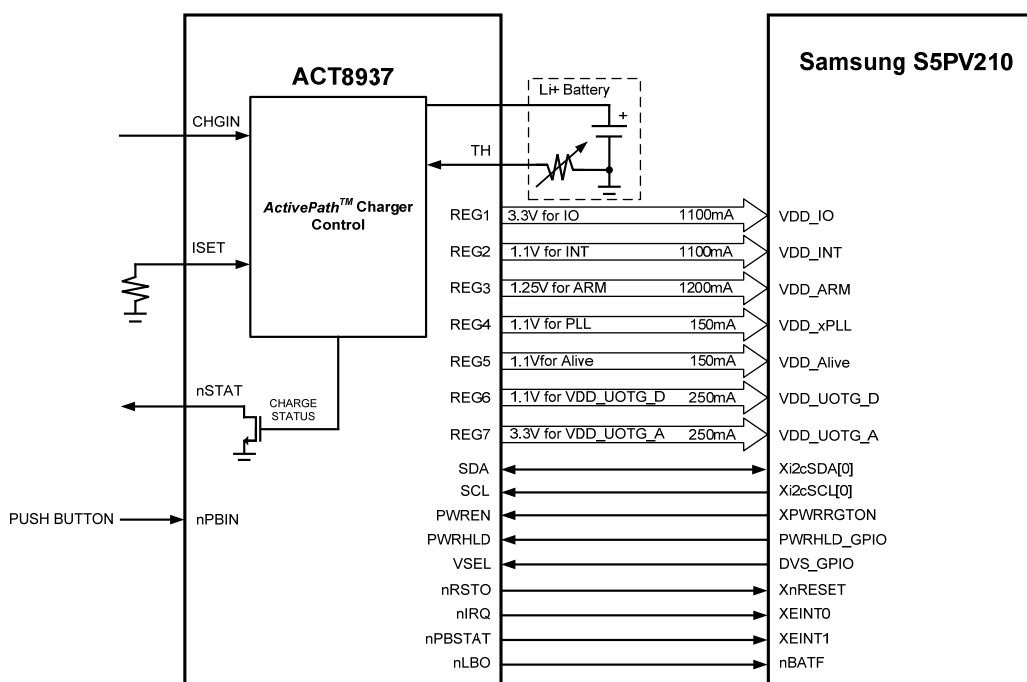 ACT8937
Samsung S5PV210
Li+ Battery
+
CHGIN
TH
ActivePath™ Charger
Control
ISET
REG1 3.3V for IO 1100mA VDD_IO
REG2 1.1V for INT 1100mA VDD_INT
REG3 1.25V for ARM 1200mA VDD_ARM
REG4 1.1V for PLL 150mA VDD_xPLL
REG5 1.1Vfor Alive 150mA VDD_Alive
REG6 1.1V for VDD_UOTG_D 250mA VDD_UOTG_D
REG7 3.3V for VDD_UOTG_A 250mA VDD_UOTG_A
nSTAT
CHARGE
STATUS
SDA Xi2cSDA[0]
SCL Xi2cSCL[0]
PUSH BUTTON nPBIN
PWREN XPWRRGTON
PWRHLD PWRHLD_GPIO
VSEL DVS_GPIO
nRSTO XnRESET
nIRQ XEINT0
nPBSTAT XEINT1
nLBO nBATF